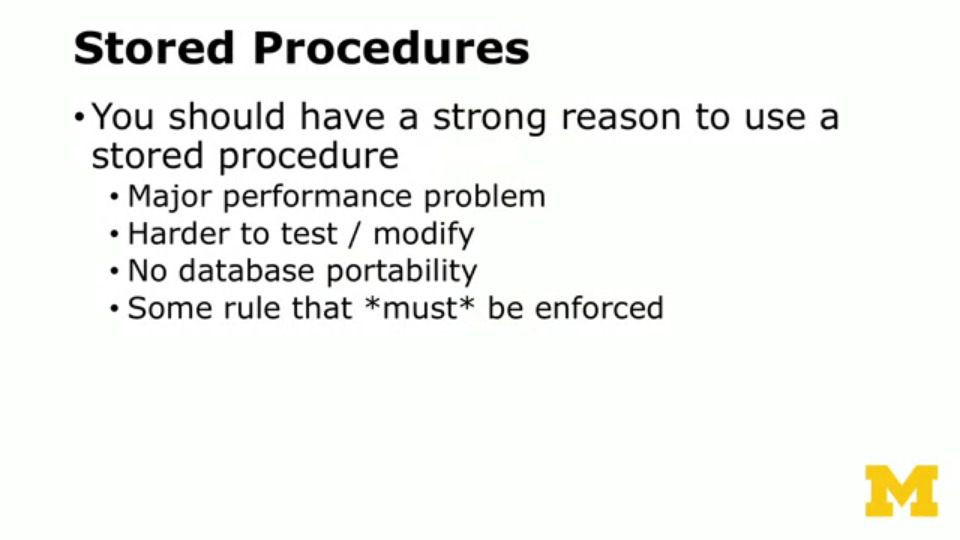 Stored Procedures
• You should have a strong reason to use a
stored procedure
• Major performance problem
• Harder to test / modify
• No database portability
• Some rule that *must* be enforced
M